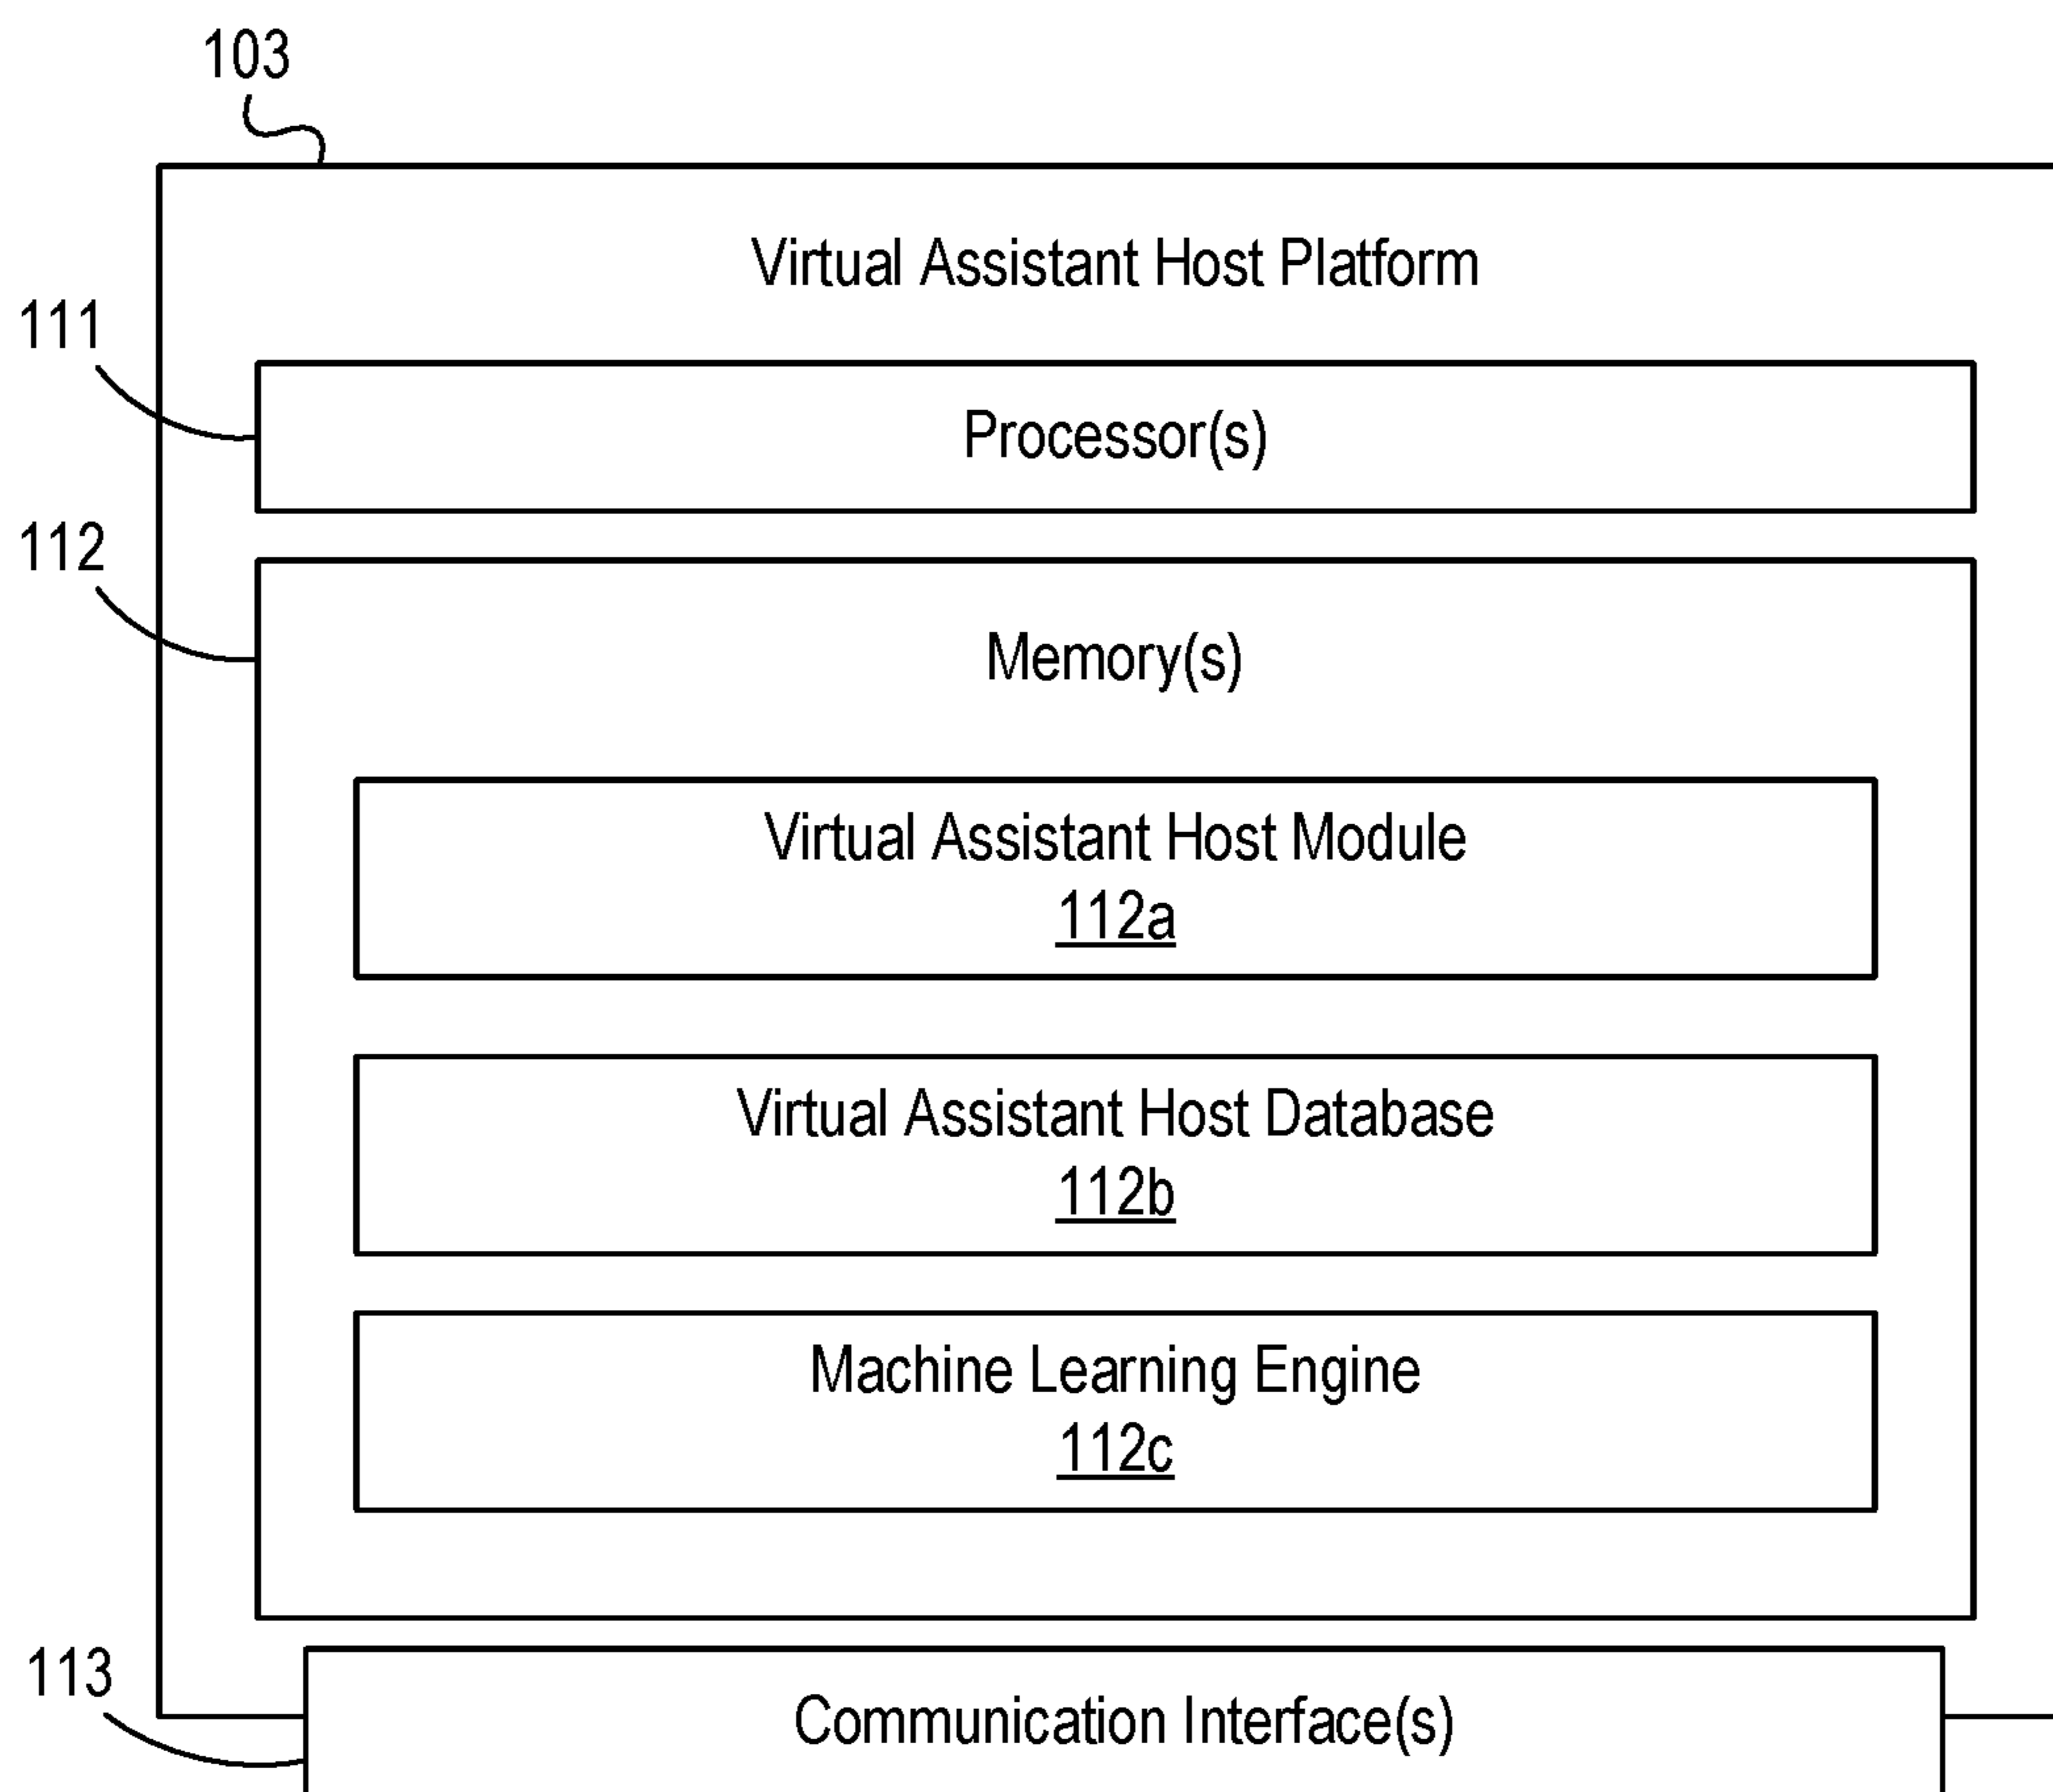 103
Virtual Assistant Host Platform
111
Processor(s)
112
Memory(s)
Virtual Assistant Host Module
112a
Virtual Assistant Host Database
112b
Machine Learning Engine
112c
113
Communication Interface(s)